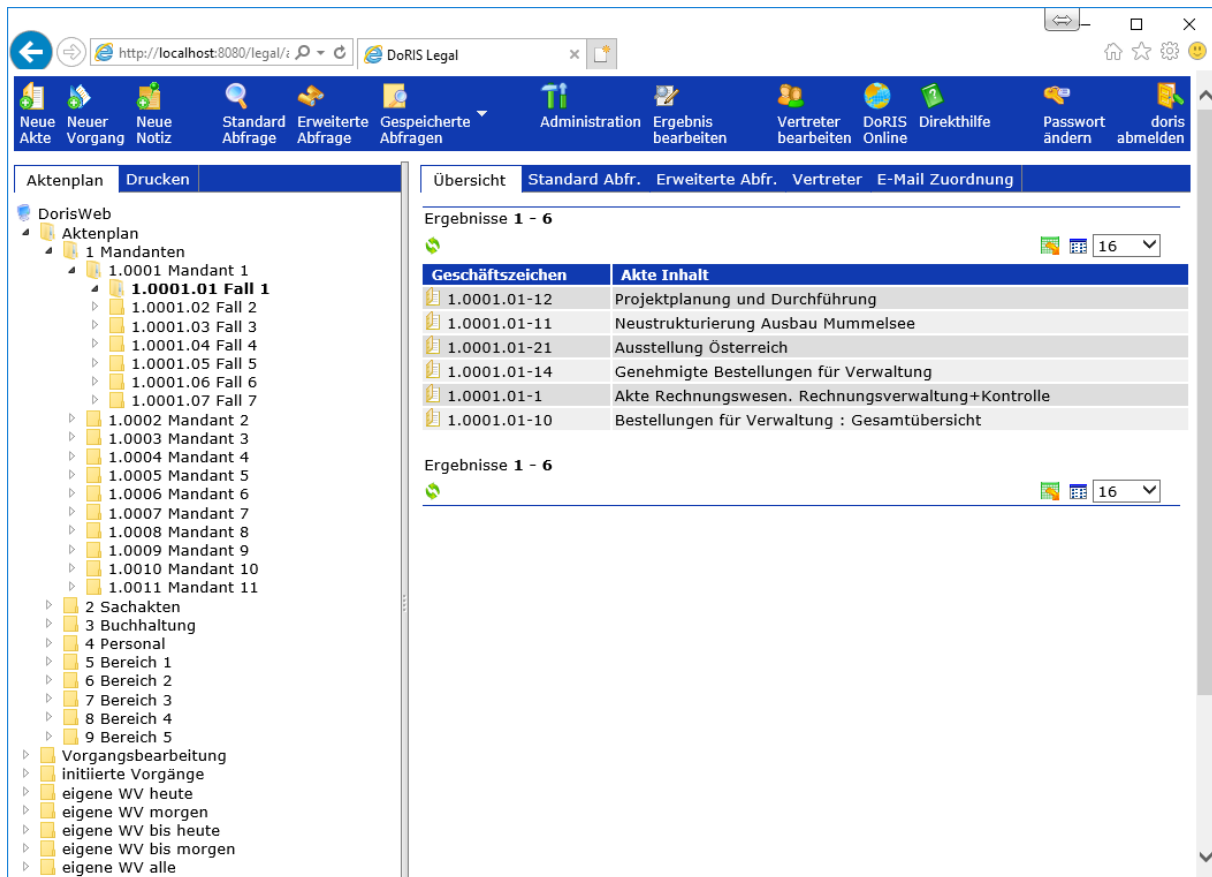 http://localhost:8080/legal/a
DoRIS Legal
Neue Akte
Neuer Vorgang
Neue Notiz
Standard Abfrage
Erweiterte Abfrage
Gespeicherte Abfragen
Administration
Ergebnis bearbeiten
Vertreter bearbeiten
DoRIS Online
Direkthilfe
Passwort ändern
doris abmelden
Aktenplan Drucken
DorisWeb
Aktenplan
1 Mandanten
1.0001 Mandant 1
1.0001.01 Fall 1
1.0001.02 Fall 2
1.0001.03 Fall 3
1.0001.04 Fall 4
1.0001.05 Fall 5
1.0001.06 Fall 6
1.0001.07 Fall 7
1.0002 Mandant 2
1.0003 Mandant 3
1.0004 Mandant 4
1.0005 Mandant 5
1.0006 Mandant 6
1.0007 Mandant 7
1.0008 Mandant 8
1.0009 Mandant 9
1.0010 Mandant 10
1.0011 Mandant 11
2 Sachakten
3 Buchhaltung
4 Personal
5 Bereich 1
6 Bereich 2
7 Bereich 3
8 Bereich 4
9 Bereich 5
Vorgangsbearbeitung
initiierte Vorgänge
eigene WV heute
eigene WV morgen
eigene WV bis heute
eigene WV bis morgen
eigene WV alle
Übersicht Standard Abfr. Erweiterte Abfr. Vertreter E-Mail Zuordnung
Ergebnisse 1 - 6
16
Geschäftszeichen Akte Inhalt
1.0001.01-12 Projektplanung und Durchführung
1.0001.01-11 Neustrukturierung Ausbau Mummelsee
1.0001.01-21 Ausstellung Österreich
1.0001.01-14 Genehmigte Bestellungen für Verwaltung
1.0001.01-1 Akte Rechnungswesen. Rechnungsverwaltung+Kontrolle
1.0001.01-10 Bestellungen für Verwaltung : Gesamtübersicht
Ergebnisse 1 - 6
16